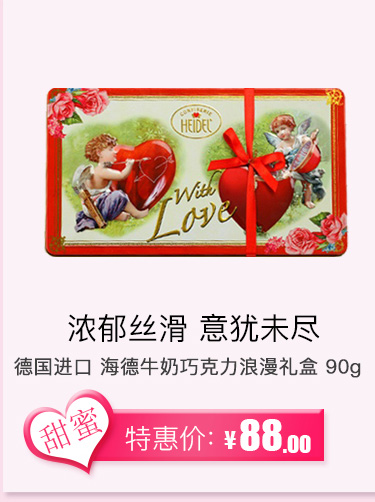 CONFISERIE
HEIDEL
With
Love
浓郁丝滑 意犹未尽
德国进口 海德牛奶巧克力浪漫礼盒 90g
甜蜜
特惠价: ¥88.00